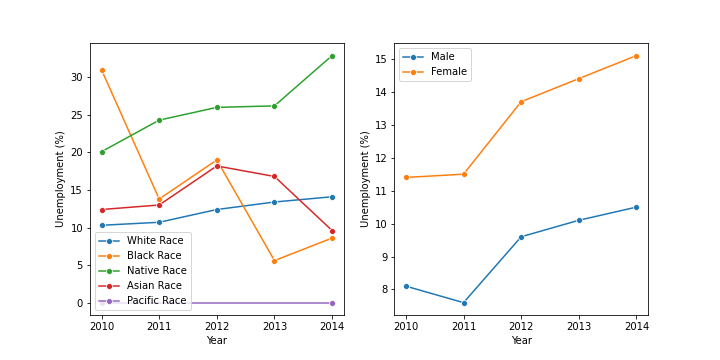 Unemployment (%)
30
25
20
15
10
5
0
White Race
Black Race
Native Race
Asian Race
Pacific Race
2010 2011 2012 2013 2014
Year
Unemployment (%)
15
14
13
12
11
10
9
8
Male
Female
2010 2011 2012 2013 2014
Year